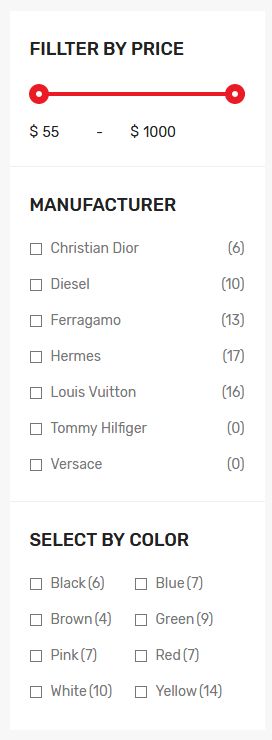 FILLTER BY PRICE
$ 55 - $ 1000
MANUFACTURER
Christian Dior (6)
Diesel (10)
Ferragamo (13)
Hermes (17)
Louis Vuitton (16)
Tommy Hilfiger (0)
Versace (0)
SELECT BY COLOR
Black (6) Blue (7)
Brown (4) Green (9)
Pink (7) Red (7)
White (10) Yellow (14)